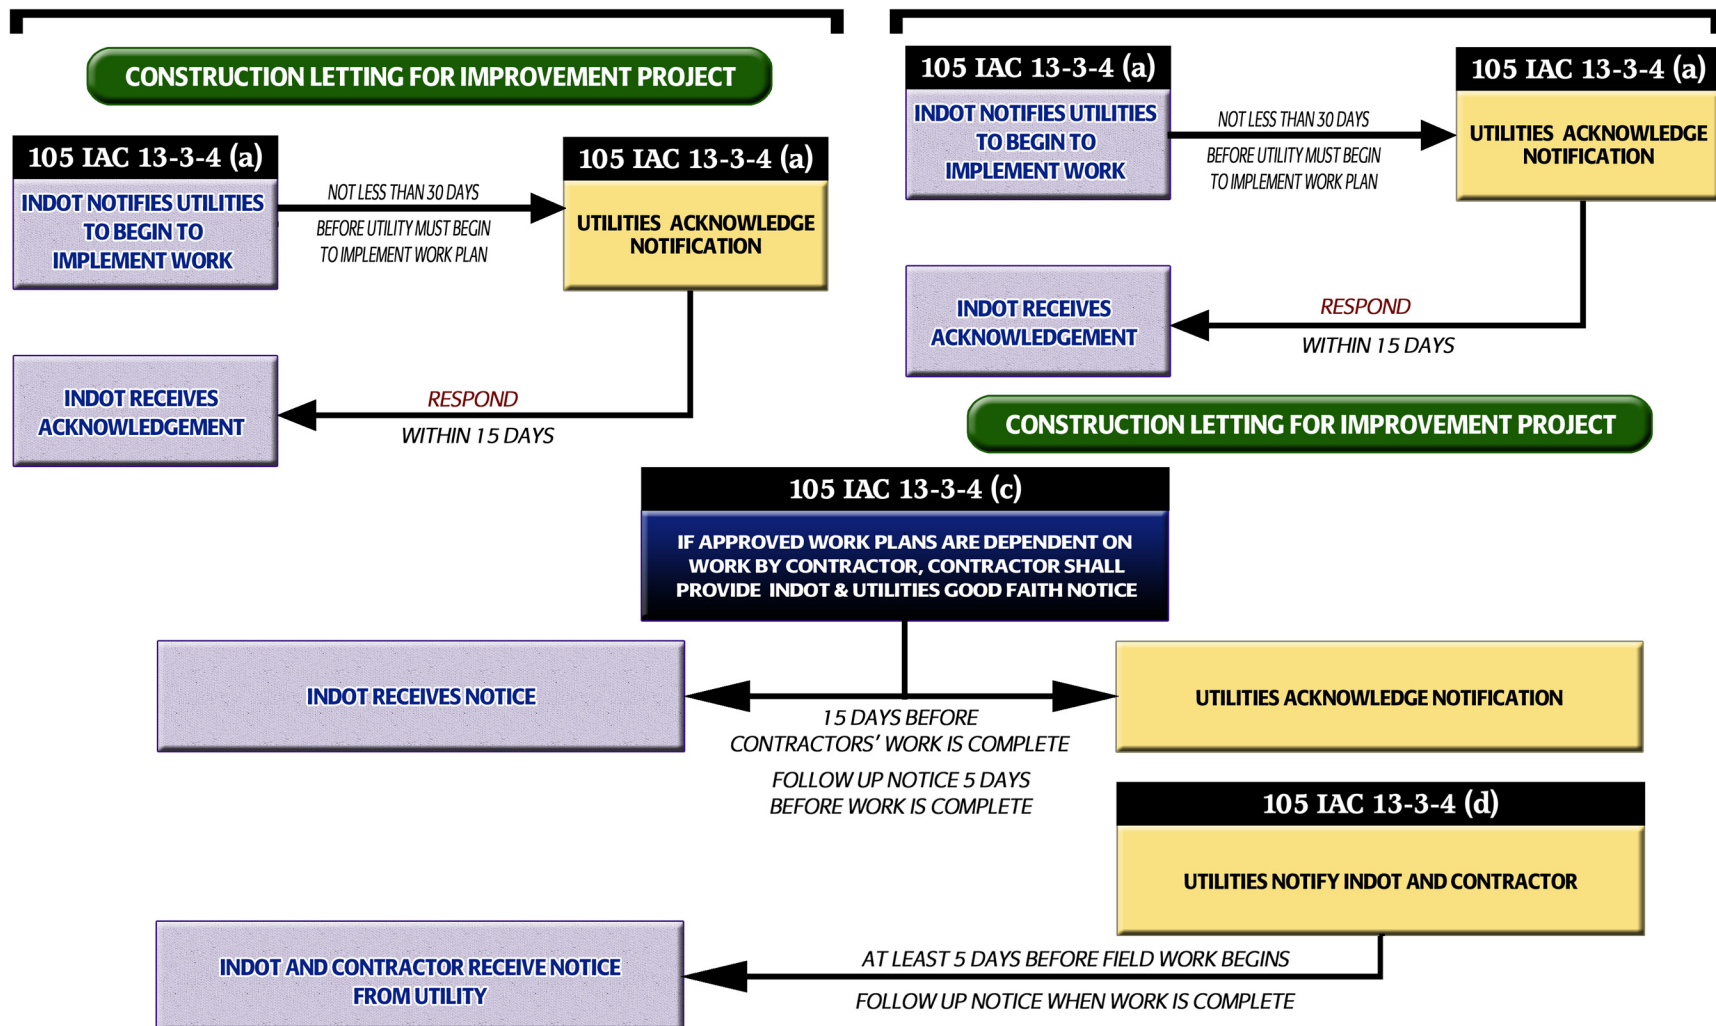 CONSTRUCTION LETTING FOR IMPROVEMENT PROJECT
105 IAC 13-3-4 (a)
INDOT NOTIFIES UTILITIES
TO BEGIN TO
IMPLEMENT WORK
NOT LESS THAN 30 DAYS
BEFORE UTILITY MUST BEGIN
TO IMPLEMENT WORK PLAN
105 IAC 13-3-4 (a)
UTILITIES ACKNOWLEDGE
NOTIFICATION
INDOT RECEIVES
ACKNOWLEDGEMENT
RESPOND
WITHIN 15 DAYS
105 IAC 13-3-4 (a)
INDOT NOTIFIES UTILITIES
TO BEGIN TO
IMPLEMENT WORK
NOT LESS THAN 30 DAYS
BEFORE UTILITY MUST BEGIN
TO IMPLEMENT WORK PLAN
105 IAC 13-3-4 (a)
UTILITIES ACKNOWLEDGE
NOTIFICATION
INDOT RECEIVES
ACKNOWLEDGEMENT
RESPOND
WITHIN 15 DAYS
CONSTRUCTION LETTING FOR IMPROVEMENT PROJECT
105 IAC 13-3-4 (c)
IF APPROVED WORK PLANS ARE DEPENDENT ON
WORK BY CONTRACTOR, CONTRACTOR SHALL
PROVIDE INDOT & UTILITIES GOOD FAITH NOTICE
INDOT RECEIVES NOTICE
15 DAYS BEFORE
CONTRACTORS' WORK IS COMPLETE
FOLLOW UP NOTICE 5 DAYS
BEFORE WORK IS COMPLETE
UTILITIES ACKNOWLEDGE NOTIFICATION
105 IAC 13-3-4 (d)
UTILITIES NOTIFY INDOT AND CONTRACTOR
INDOT AND CONTRACTOR RECEIVE NOTICE
FROM UTILITY
AT LEAST 5 DAYS BEFORE FIELD WORK BEGINS
FOLLOW UP NOTICE WHEN WORK IS COMPLETE